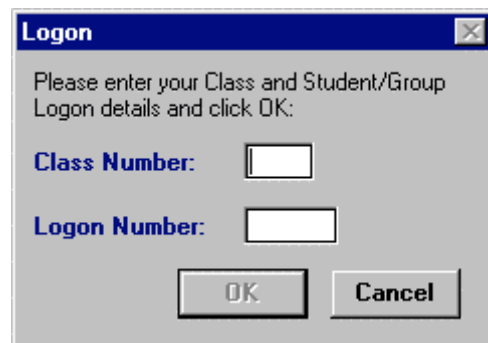 Logon
Please enter your Class and Student/Group
Logon details and click OK:
Class Number:
Logon Number:
OK Cancel